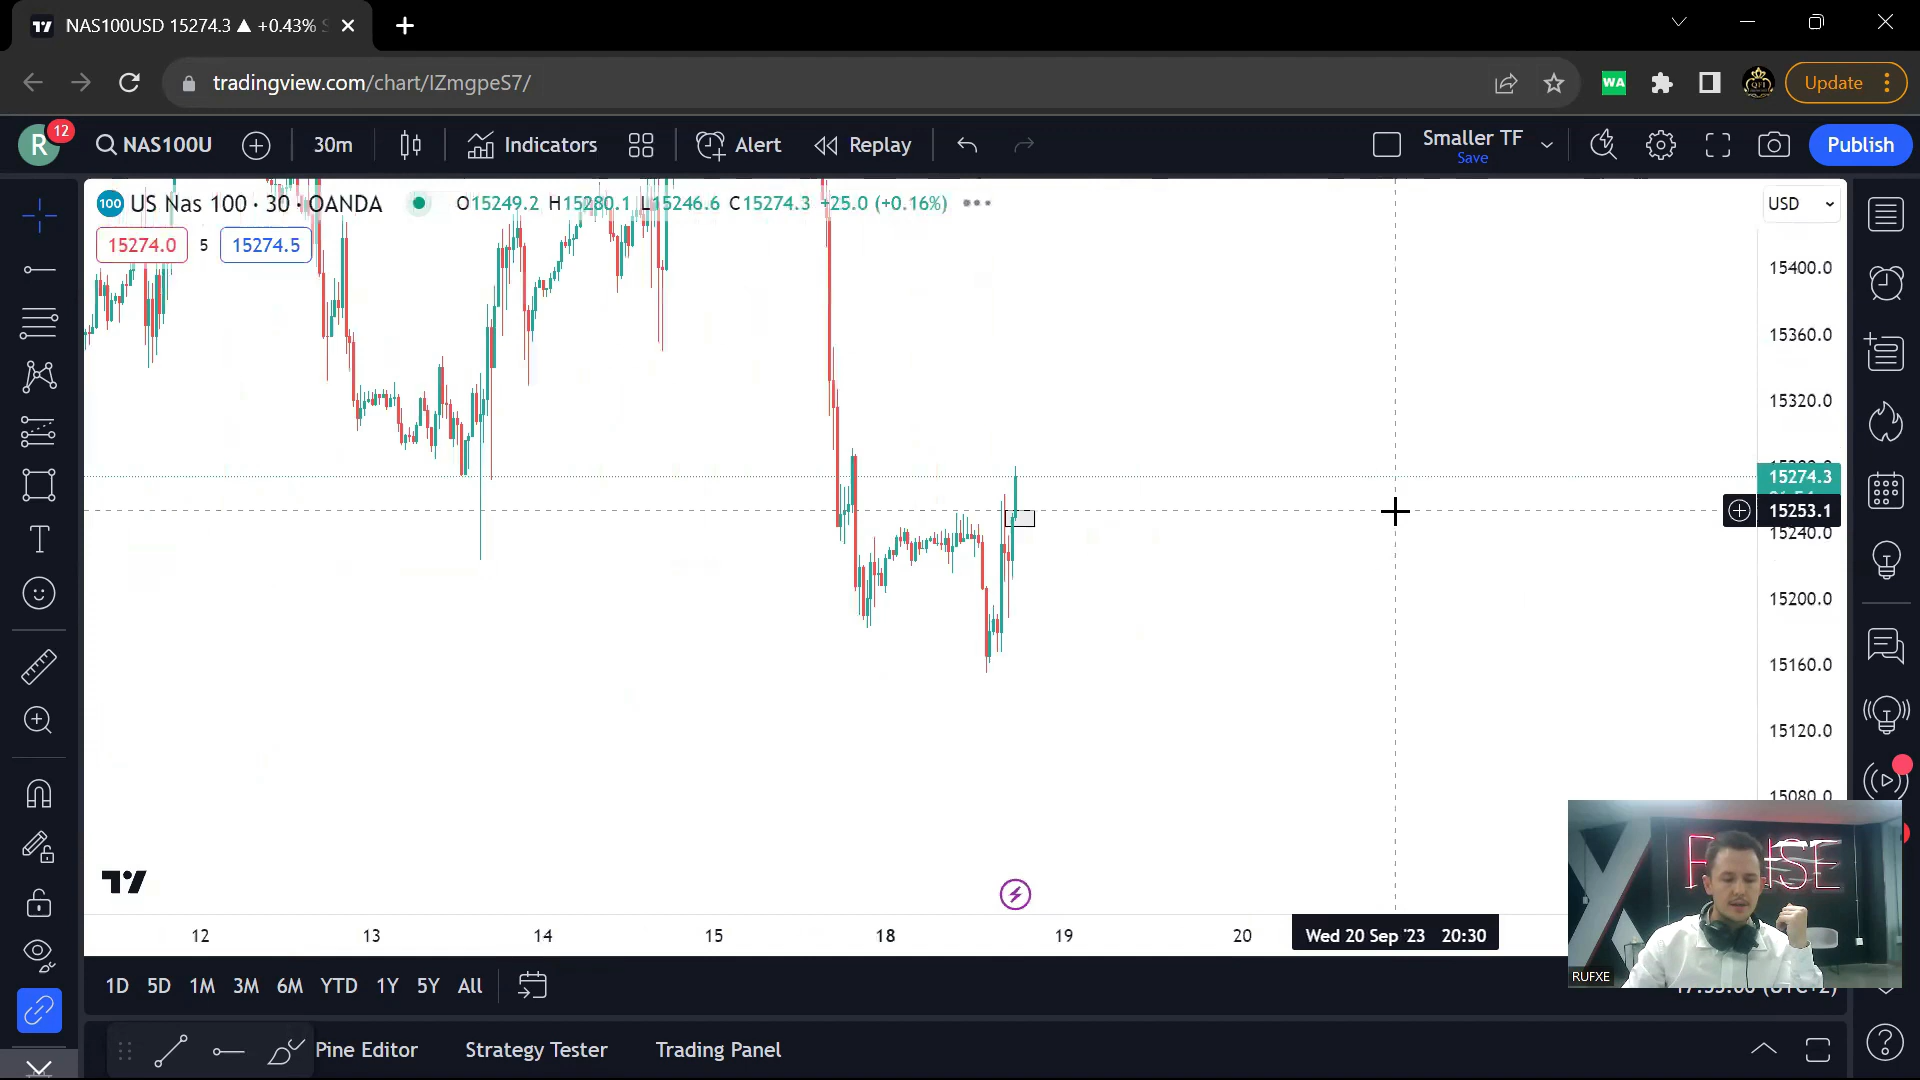 NAS100USD 15274.3 ▲ +0.43%
tradingview.com/chart/IZmgpeS7/
WA
Update
R
12
NAS100U
30m
Indicators
Alert
Replay
Smaller TF
Save
Publish
100 US Nas 100 · 30 · OANDA
O15249.2 H15280.1 L15246.6 C15274.3 +25.0 (+0.16%)
USD
15274.0 5 15274.5
15400.0
15360.0
15320.0
15274.3
15253.1
15240.0
15200.0
15160.0
15120.0
15080.0
12 13 14 15 18 19 20
Wed 20 Sep '23 20:30
RUFXE
1D 5D 1M 3M 6M YTD 1Y 5Y All
Pine Editor Strategy Tester Trading Panel